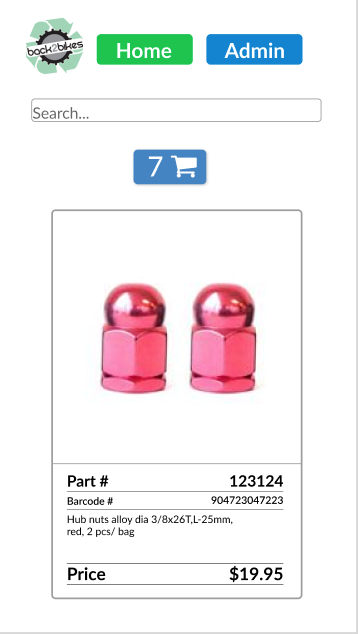 back2bikes
Home
Admin
Search...
7
Part # 123124
Barcode # 904723047223
Hub nuts alloy dia 3/8x26T,L-25mm,
red, 2 pcs/ bag
Price $19.95